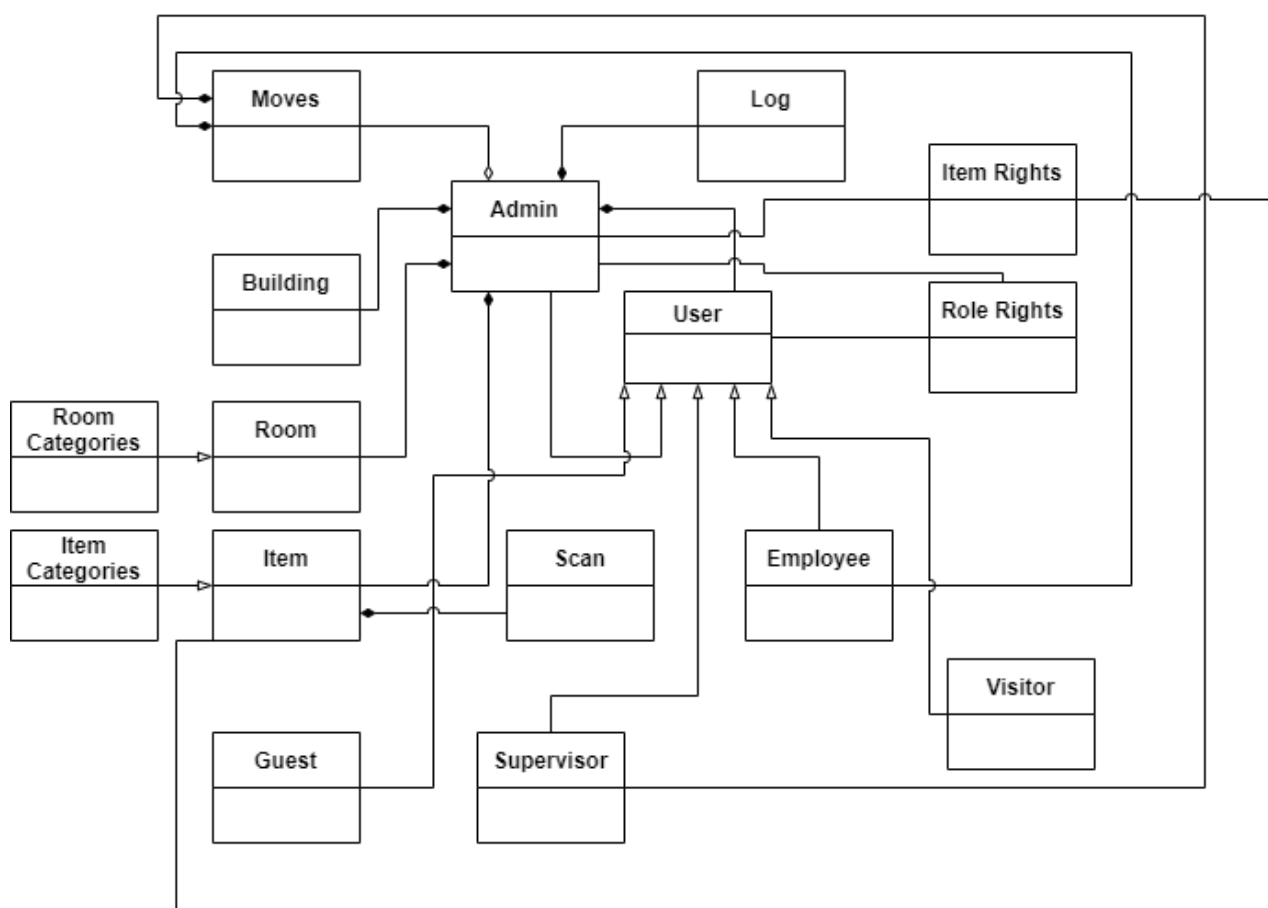 Moves
Log
Item Rights
Admin
Building
User
Role Rights
Room
Categories
Room
Item
Categories
Item
Scan
Employee
Visitor
Guest
Supervisor